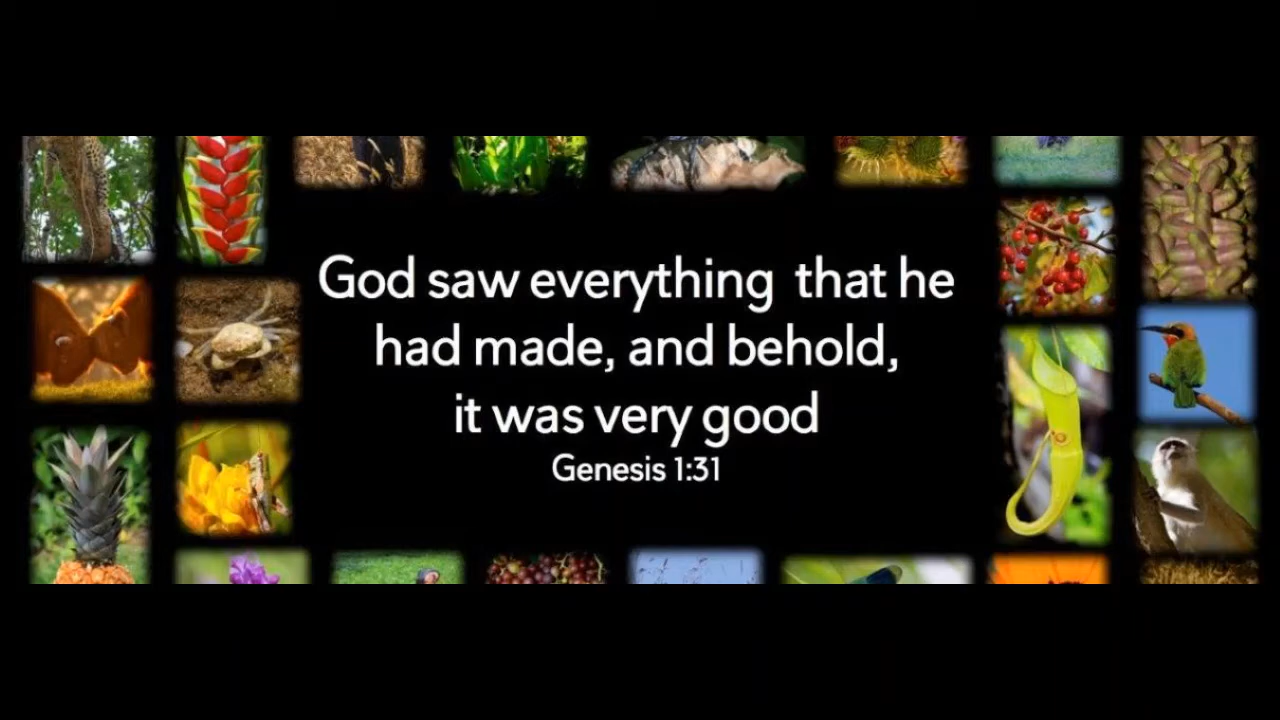 God saw everything that he
had made, and behold,
it was very good
Genesis 1:31